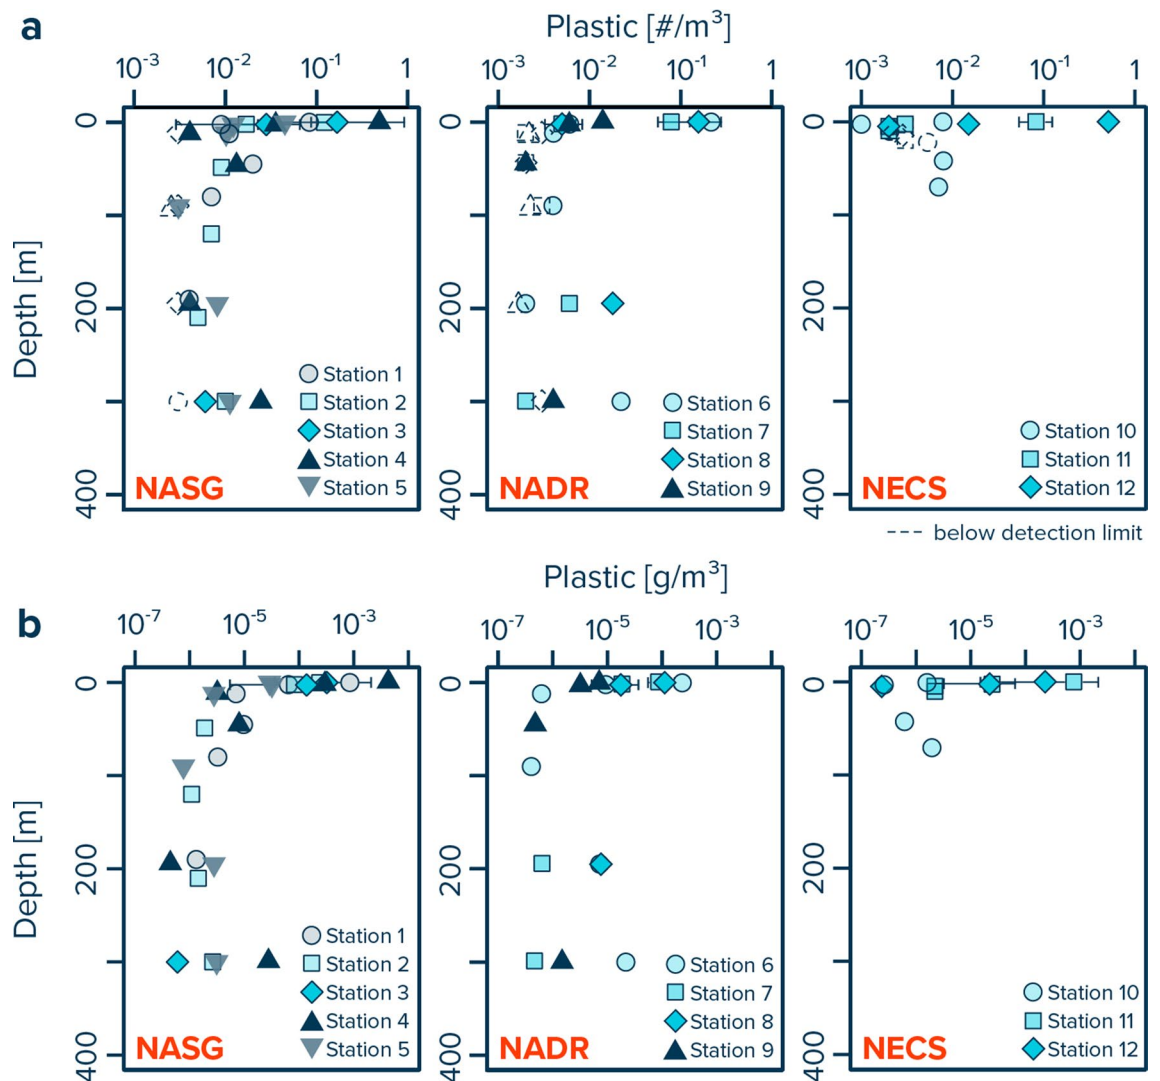 a
Plastic [#/m³]
10⁻³ 10⁻² 10⁻¹ 1
10⁻³ 10⁻² 10⁻¹ 1
10⁻³ 10⁻² 10⁻¹ 1
Depth [m]
0
200
400
Station 1
Station 2
Station 3
Station 4
Station 5
NASG
0
200
400
Station 6
Station 7
Station 8
Station 9
NADR
0
200
400
Station 10
Station 11
Station 12
NECS
below detection limit
b
Plastic [g/m³]
10⁻⁷ 10⁻⁵ 10⁻³
10⁻⁷ 10⁻⁵ 10⁻³
10⁻⁷ 10⁻⁵ 10⁻³
Depth [m]
0
200
400
Station 1
Station 2
Station 3
Station 4
Station 5
NASG
0
200
400
Station 6
Station 7
Station 8
Station 9
NADR
0
200
400
Station 10
Station 11
Station 12
NECS